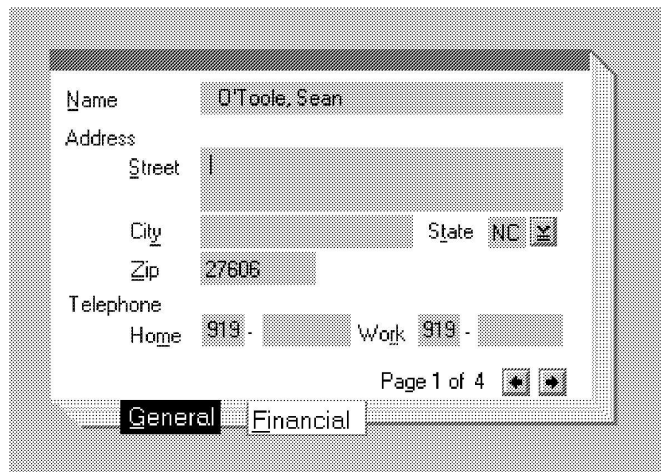 Name O'Toole, Sean
Address
Street
City State NC
Zip 27606
Telephone
Home 919 - Work 919 -
Page 1 of 4
General Financial